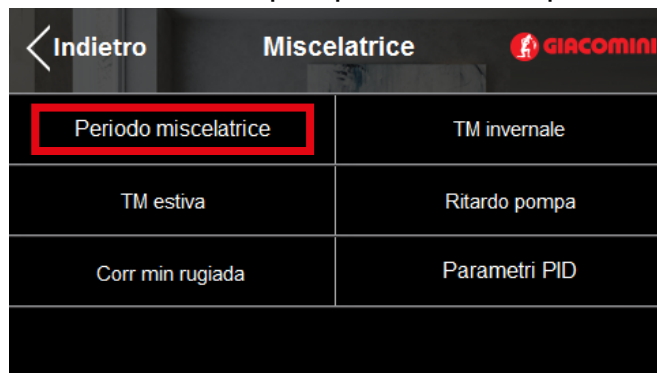 Indietro Miscelatrice GIACOMINI
Periodo miscelatrice TM invernale
TM estiva Ritardo pompa
Corr min rugiada Parametri PID